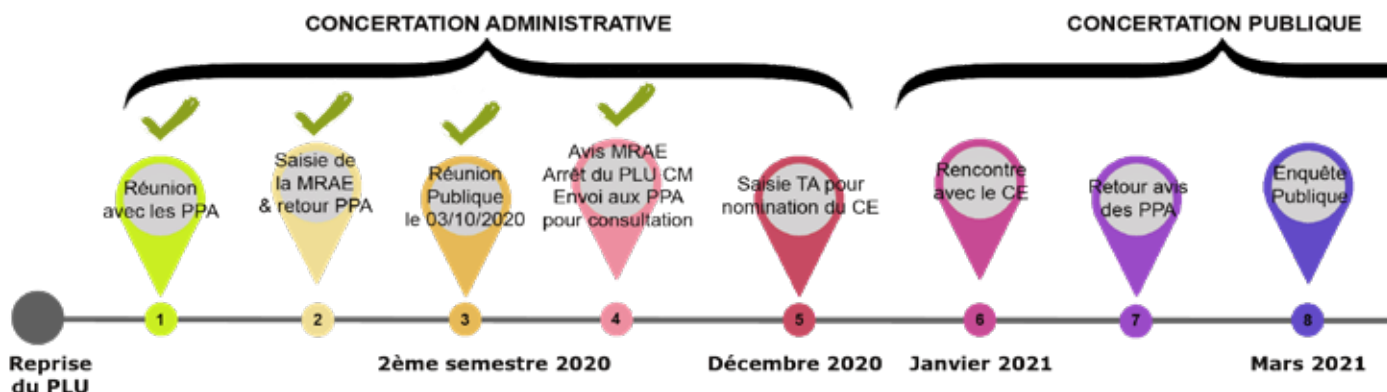 CONCERTATION ADMINISTRATIVE
CONCERTATION PUBLIQUE
Réunion
avec les PPA
Saisie de
la MRAE
& retour PPA
Réunion
Publique
le 03/10/2020
Avis MRAE
Arrêt du PLU CM
Envoi aux PPA
pour consultation
Saisie TA pour
nomination du CE
Rencontre
avec le CE
Retour avis
des PPA
Enquête
Publique
1
2
3
4
5
6
7
8
Reprise
du PLU
2ème semestre 2020
Décembre 2020
Janvier 2021
Mars 2021